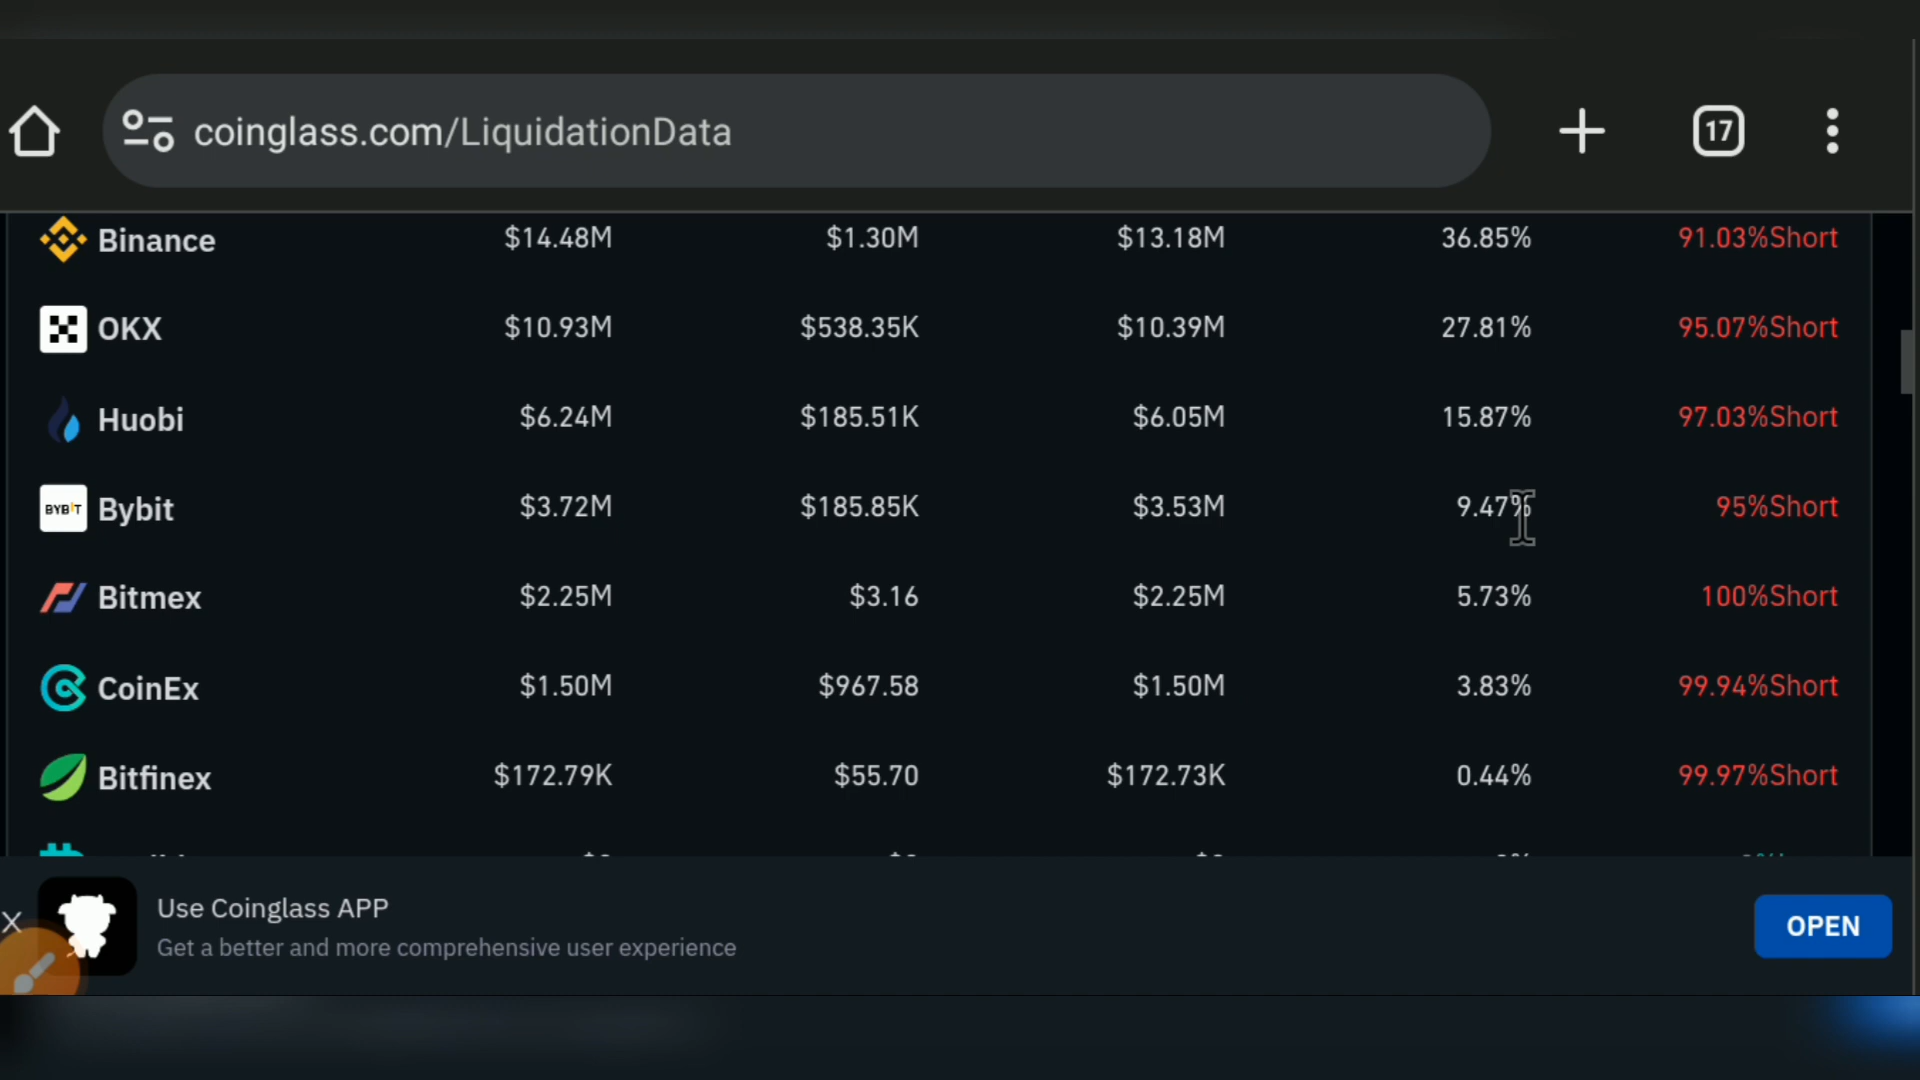 coinglass.com/LiquidationData
17
Binance $14.48M $1.30M $13.18M 36.85% 91.03%Short
OKX $10.93M $538.35K $10.39M 27.81% 95.07%Short
Huobi $6.24M $185.51K $6.05M 15.87% 97.03%Short
BYBIT Bybit $3.72M $185.85K $3.53M 9.47% 95%Short
Bitmex $2.25M $3.16 $2.25M 5.73% 100%Short
CoinEx $1.50M $967.58 $1.50M 3.83% 99.94%Short
Bitfinex $172.79K $55.70 $172.73K 0.44% 99.97%Short
Use Coinglass APP
Get a better and more comprehensive user experience
OPEN